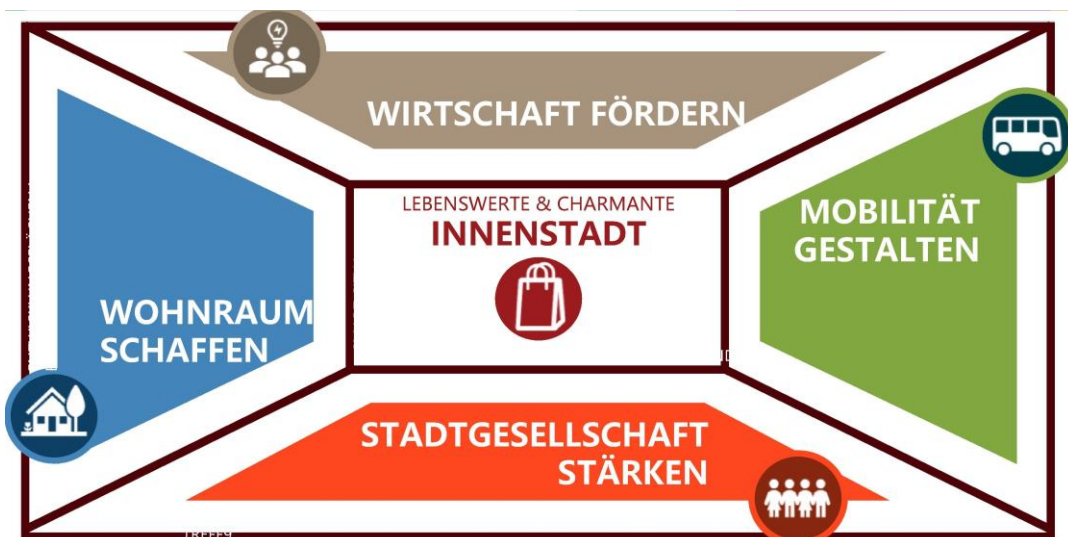 WIRTSCHAFT FÖRDERN
LEBENSWERTE & CHARMANTE
INNENSTADT
MOBILITÄT
GESTALTEN
WOHNRAUM
SCHAFFEN
STADTGESELLSCHAFT
STÄRKEN